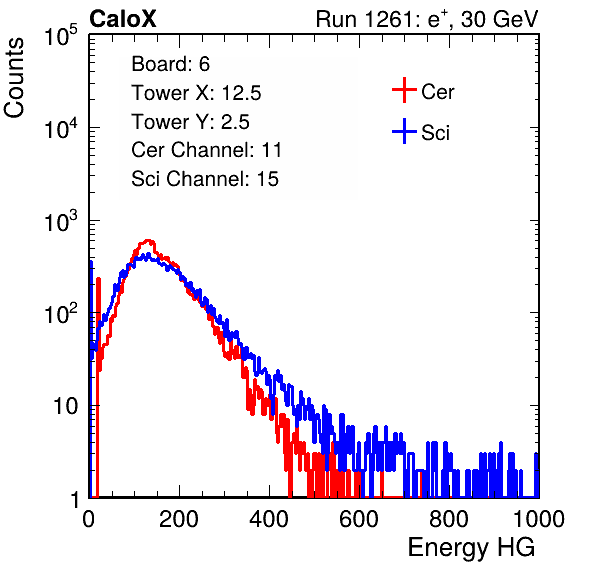 CaloX Run 1261: e⁺, 30 GeV
Counts
Board: 6
Tower X: 12.5
Tower Y: 2.5
Cer Channel: 11
Sci Channel: 15
Cer
Sci
10⁵
10⁴
10³
10²
10
1
0 200 400 600 800 1000
Energy HG